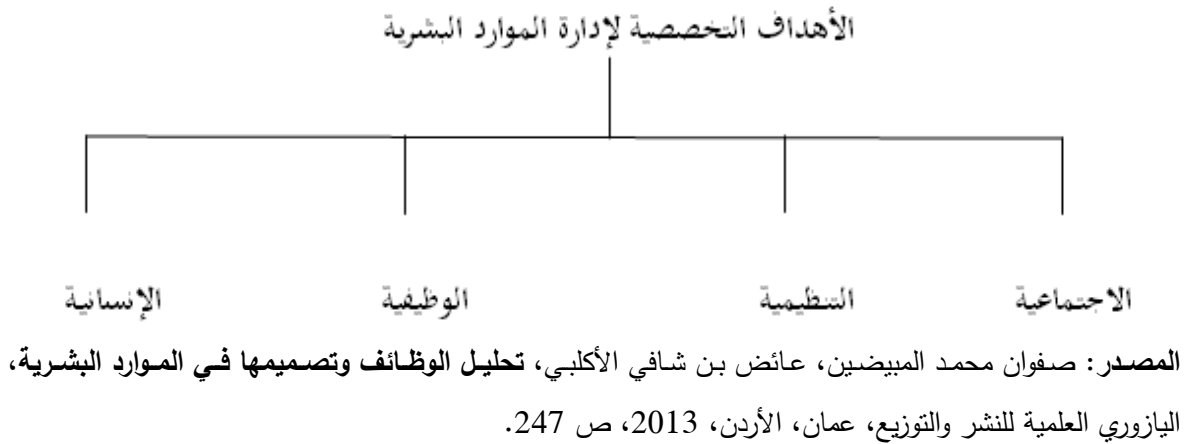 الأهداف التخصصية لإدارة الموارد البشرية
الاجتماعية التنظيمية الوظيفية الإنسانية
المصدر: صفوان محمد المبيضين، عائض بن شافي الأكلبي، تحليل الوظائف وتصميمها في الموارد البشرية،
اليازوري العلمية للنشر والتوزيع، عمان، الأردن، 2013، ص 247.